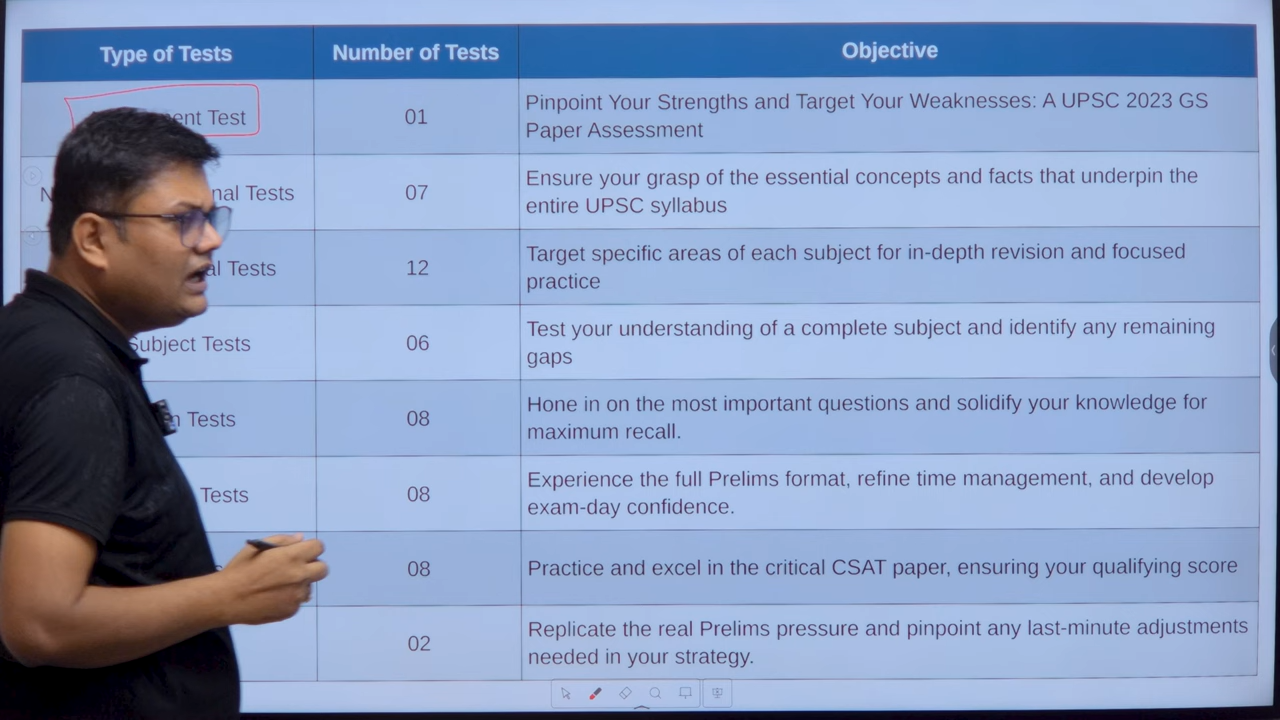 Type of Tests Number of Tests Objective
Test 01 Pinpoint Your Strengths and Target Your Weaknesses: A UPSC 2023 GS
Paper Assessment
Tests 07 Ensure your grasp of the essential concepts and facts that underpin the
entire UPSC syllabus
Tests 12 Target specific areas of each subject for in-depth revision and focused
practice
Subject Tests 06 Test your understanding of a complete subject and identify any remaining
gaps
Tests 08 Hone in on the most important questions and solidify your knowledge for
maximum recall.
Tests 08 Experience the full Prelims format, refine time management, and develop
exam-day confidence.
08 Practice and excel in the critical CSAT paper, ensuring your qualifying score
02 Replicate the real Prelims pressure and pinpoint any last-minute adjustments
needed in your strategy.